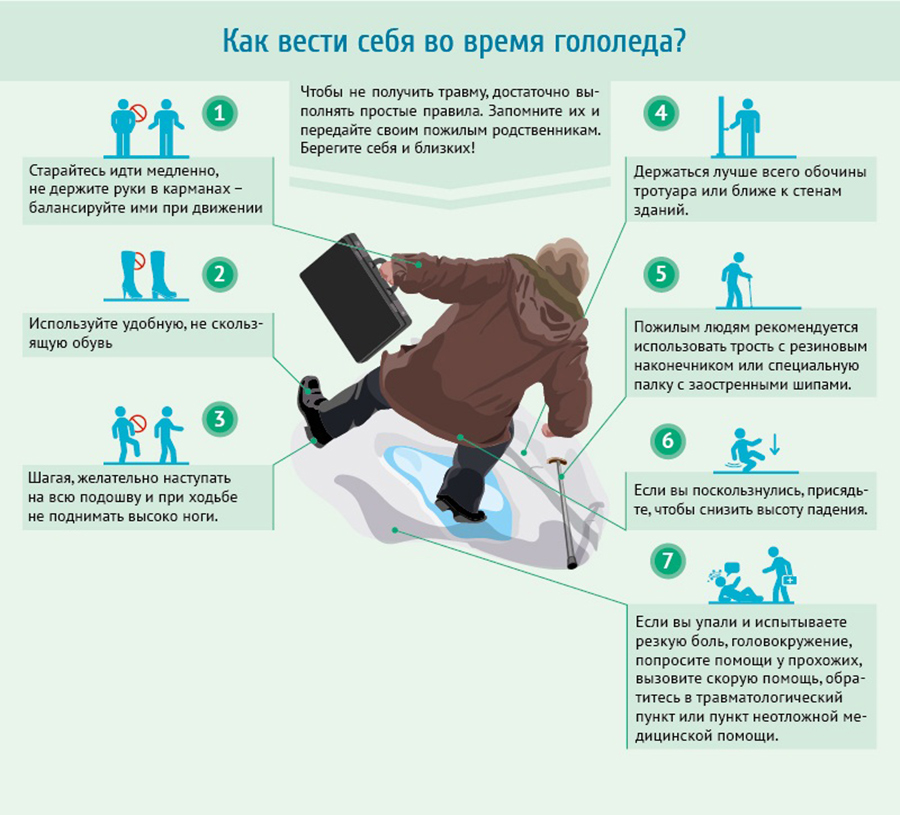 Как вести себя во время гололеда?
Чтобы не получить травму, достаточно вы-
полнять простые правила. Запомните их и
передайте своим пожилым родственникам.
Берегите себя и близких!
1
Старайтесь идти медленно,
не держите руки в карманах –
балансируйте ими при движении
2
Используйте удобную, не сколь-
зящую обувь
3
Шагая, желательно наступать
на всю подошву и при ходьбе
не поднимать высоко ноги.
4
Держаться лучше всего обочины
тротуара или ближе к стенам
зданий.
5
Пожилым людям рекомендуется
использовать трость с резиновым
наконечником или специальную
палку с заостренными шипами.
6
Если вы поскользнулись, присядь-
те, чтобы снизить высоту падения.
7
Если вы упали и испытываете
резкую боль, головокружение,
попросите помощи у прохожих,
вызовите скорую помощь, обра-
титесь в травматологический
пункт или пункт неотложной ме-
дицинской помощи.